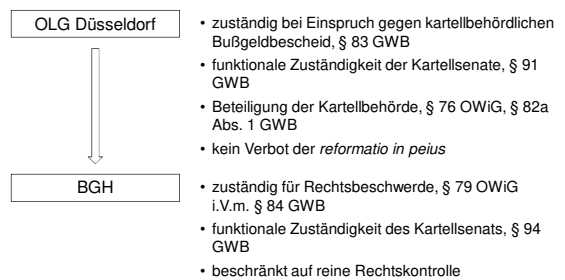 OLG Düsseldorf
• zuständig bei Einspruch gegen kartellbehördlichen
Bußgeldbescheid, § 83 GWB
• funktionale Zuständigkeit der Kartellsenate, § 91
GWB
• Beteiligung der Kartellbehörde, § 76 OWiG, § 82a
Abs. 1 GWB
• kein Verbot der reformatio in peius
BGH
• zuständig für Rechtsbeschwerde, § 79 OWiG
i.V.m. § 84 GWB
• funktionale Zuständigkeit des Kartellsenats, § 94
GWB
• beschränkt auf reine Rechtskontrolle